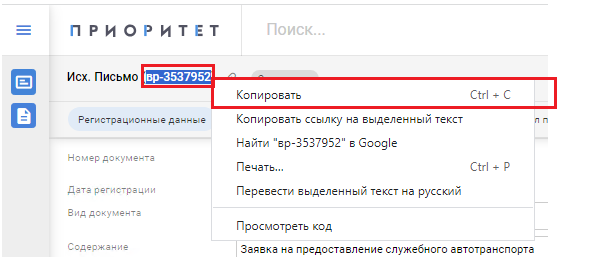 ПРИОРИТЕТ
Поиск...
Исх. Письмо вр-3537952
Копировать Ctrl + C
Регистрационные данные
Копировать ссылку на выделенный текст
Найти "вр-3537952" в Google
Номер документа
Печать... Ctrl + P
Дата регистрации
Перевести выделенный текст на русский
Вид документа
Просмотреть код
Содержание
Заявка на предоставление служебного автотранспорта